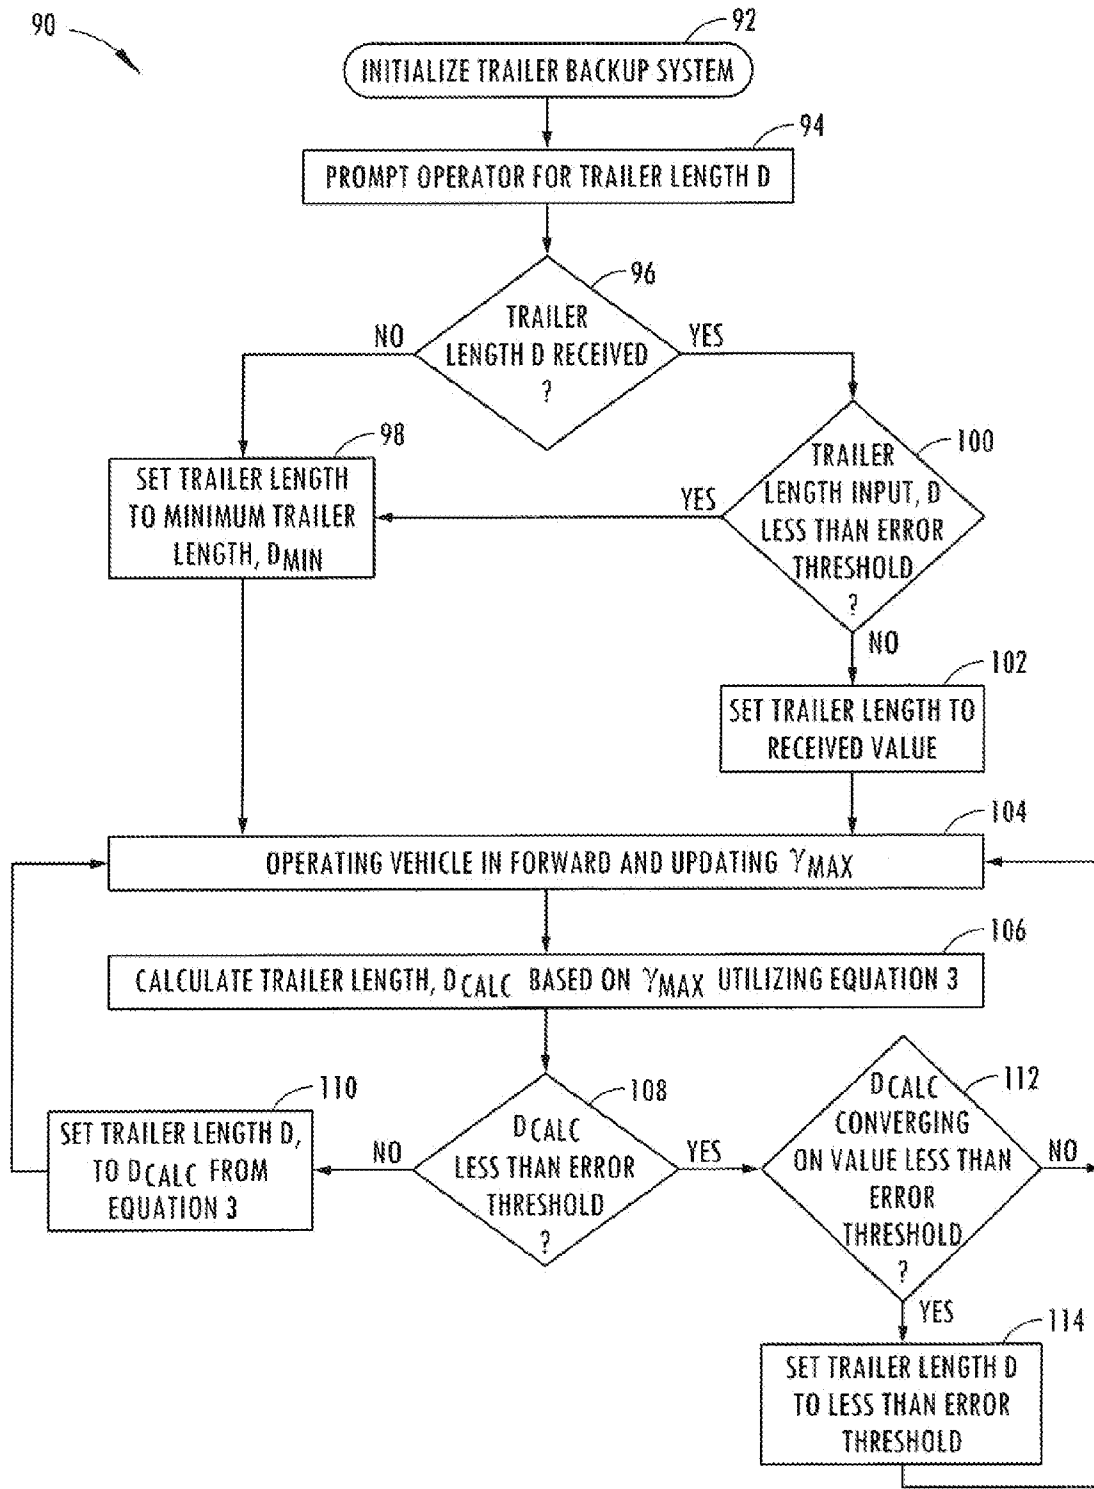 90
92
INITIALIZE TRAILER BACKUP SYSTEM
94
PROMPT OPERATOR FOR TRAILER LENGTH D
96
TRAILER
LENGTH D RECEIVED
?
NO
YES
98
SET TRAILER LENGTH
TO MINIMUM TRAILER
LENGTH, DMIN
100
TRAILER
LENGTH INPUT, D
LESS THAN ERROR
THRESHOLD
?
YES
NO
102
SET TRAILER LENGTH TO
RECEIVED VALUE
104
OPERATING VEHICLE IN FORWARD AND UPDATING γMAX
106
CALCULATE TRAILER LENGTH, DCALC BASED ON γMAX UTILIZING EQUATION 3
108
DCALC
LESS THAN ERROR
THRESHOLD
?
NO
YES
110
SET TRAILER LENGTH D,
TO DCALC FROM
EQUATION 3
112
DCALC
CONVERGING
ON VALUE LESS THAN
ERROR
THRESHOLD
?
NO
YES
114
SET TRAILER LENGTH D
TO LESS THAN ERROR
THRESHOLD